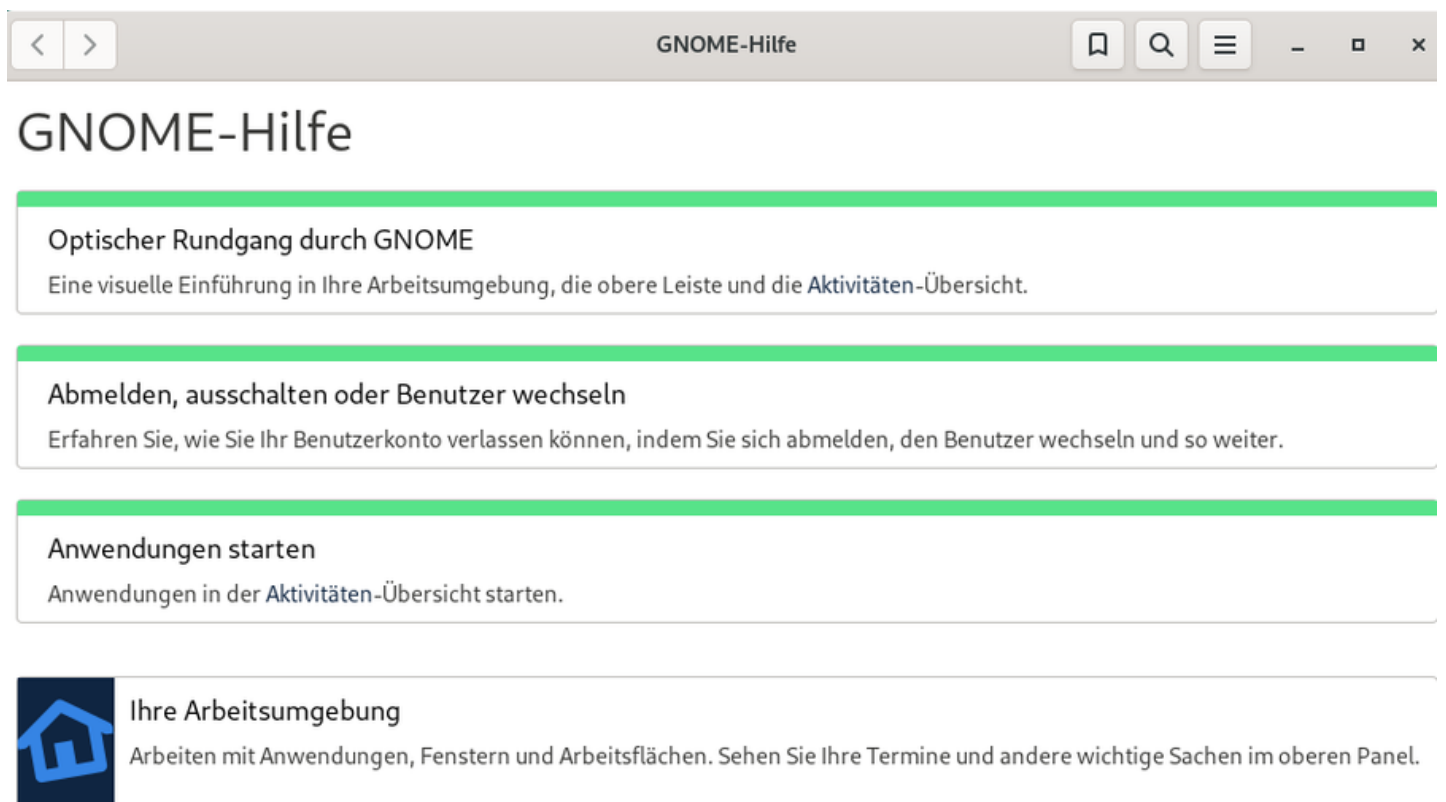 GNOME-Hilfe
GNOME-Hilfe
Optischer Rundgang durch GNOME
Eine visuelle Einführung in Ihre Arbeitsumgebung, die obere Leiste und die Aktivitäten-Übersicht.
Abmelden, ausschalten oder Benutzer wechseln
Erfahren Sie, wie Sie Ihr Benutzerkonto verlassen können, indem Sie sich abmelden, den Benutzer wechseln und so weiter.
Anwendungen starten
Anwendungen in der Aktivitäten-Übersicht starten.
Ihre Arbeitsumgebung
Arbeiten mit Anwendungen, Fenstern und Arbeitsflächen. Sehen Sie Ihre Termine und andere wichtige Sachen im oberen Panel.